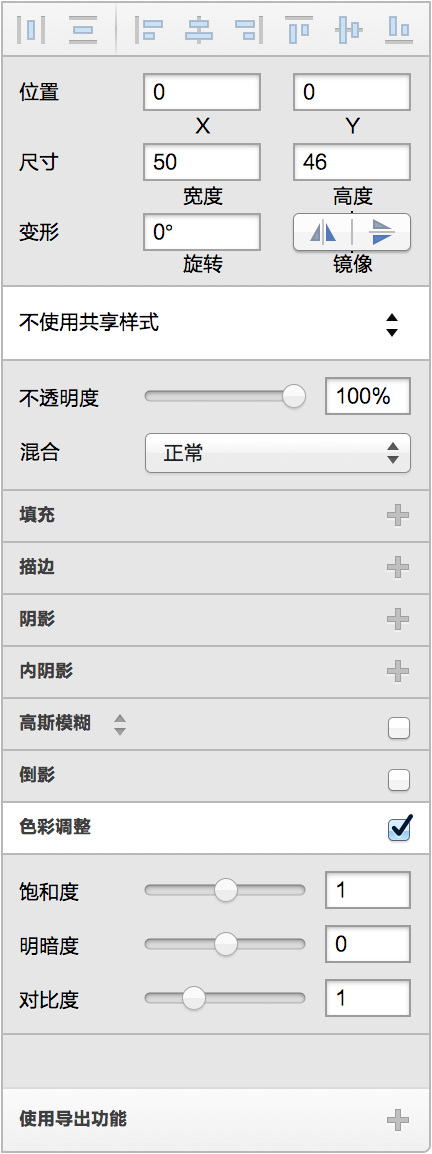 位置 0 0
X Y
尺寸 50 46
宽度 高度
变形 0°
旋转 镜像
不使用共享样式
不透明度 100%
混合 正常
填充
描边
阴影
内阴影
高斯模糊
倒影
色彩调整
饱和度 1
明暗度 0
对比度 1
使用导出功能